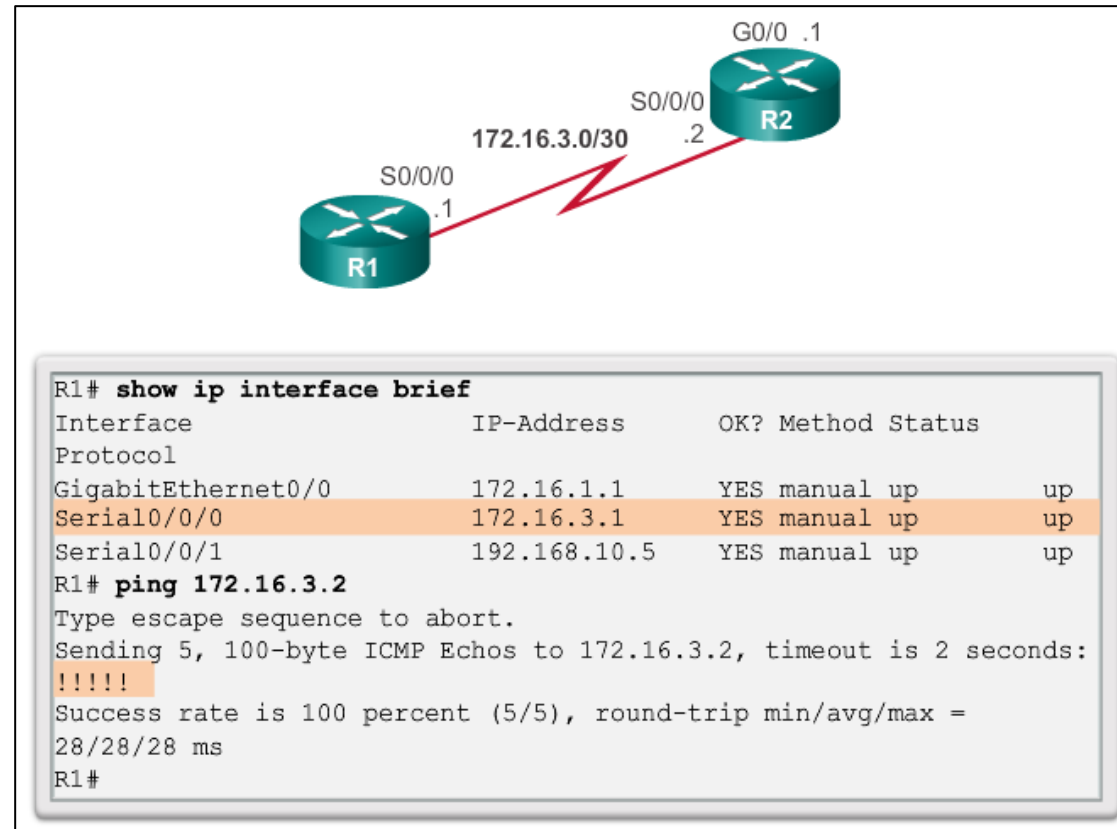 G0/0 .1
S0/0/0
R2
172.16.3.0/30 .2
S0/0/0
.1
R1
R1# show ip interface brief
Interface IP-Address OK? Method Status
Protocol
GigabitEthernet0/0 172.16.1.1 YES manual up up
Serial0/0/0 172.16.3.1 YES manual up up
Serial0/0/1 192.168.10.5 YES manual up up
R1# ping 172.16.3.2
Type escape sequence to abort.
Sending 5, 100-byte ICMP Echos to 172.16.3.2, timeout is 2 seconds:
!!!!!
Success rate is 100 percent (5/5), round-trip min/avg/max =
28/28/28 ms
R1#